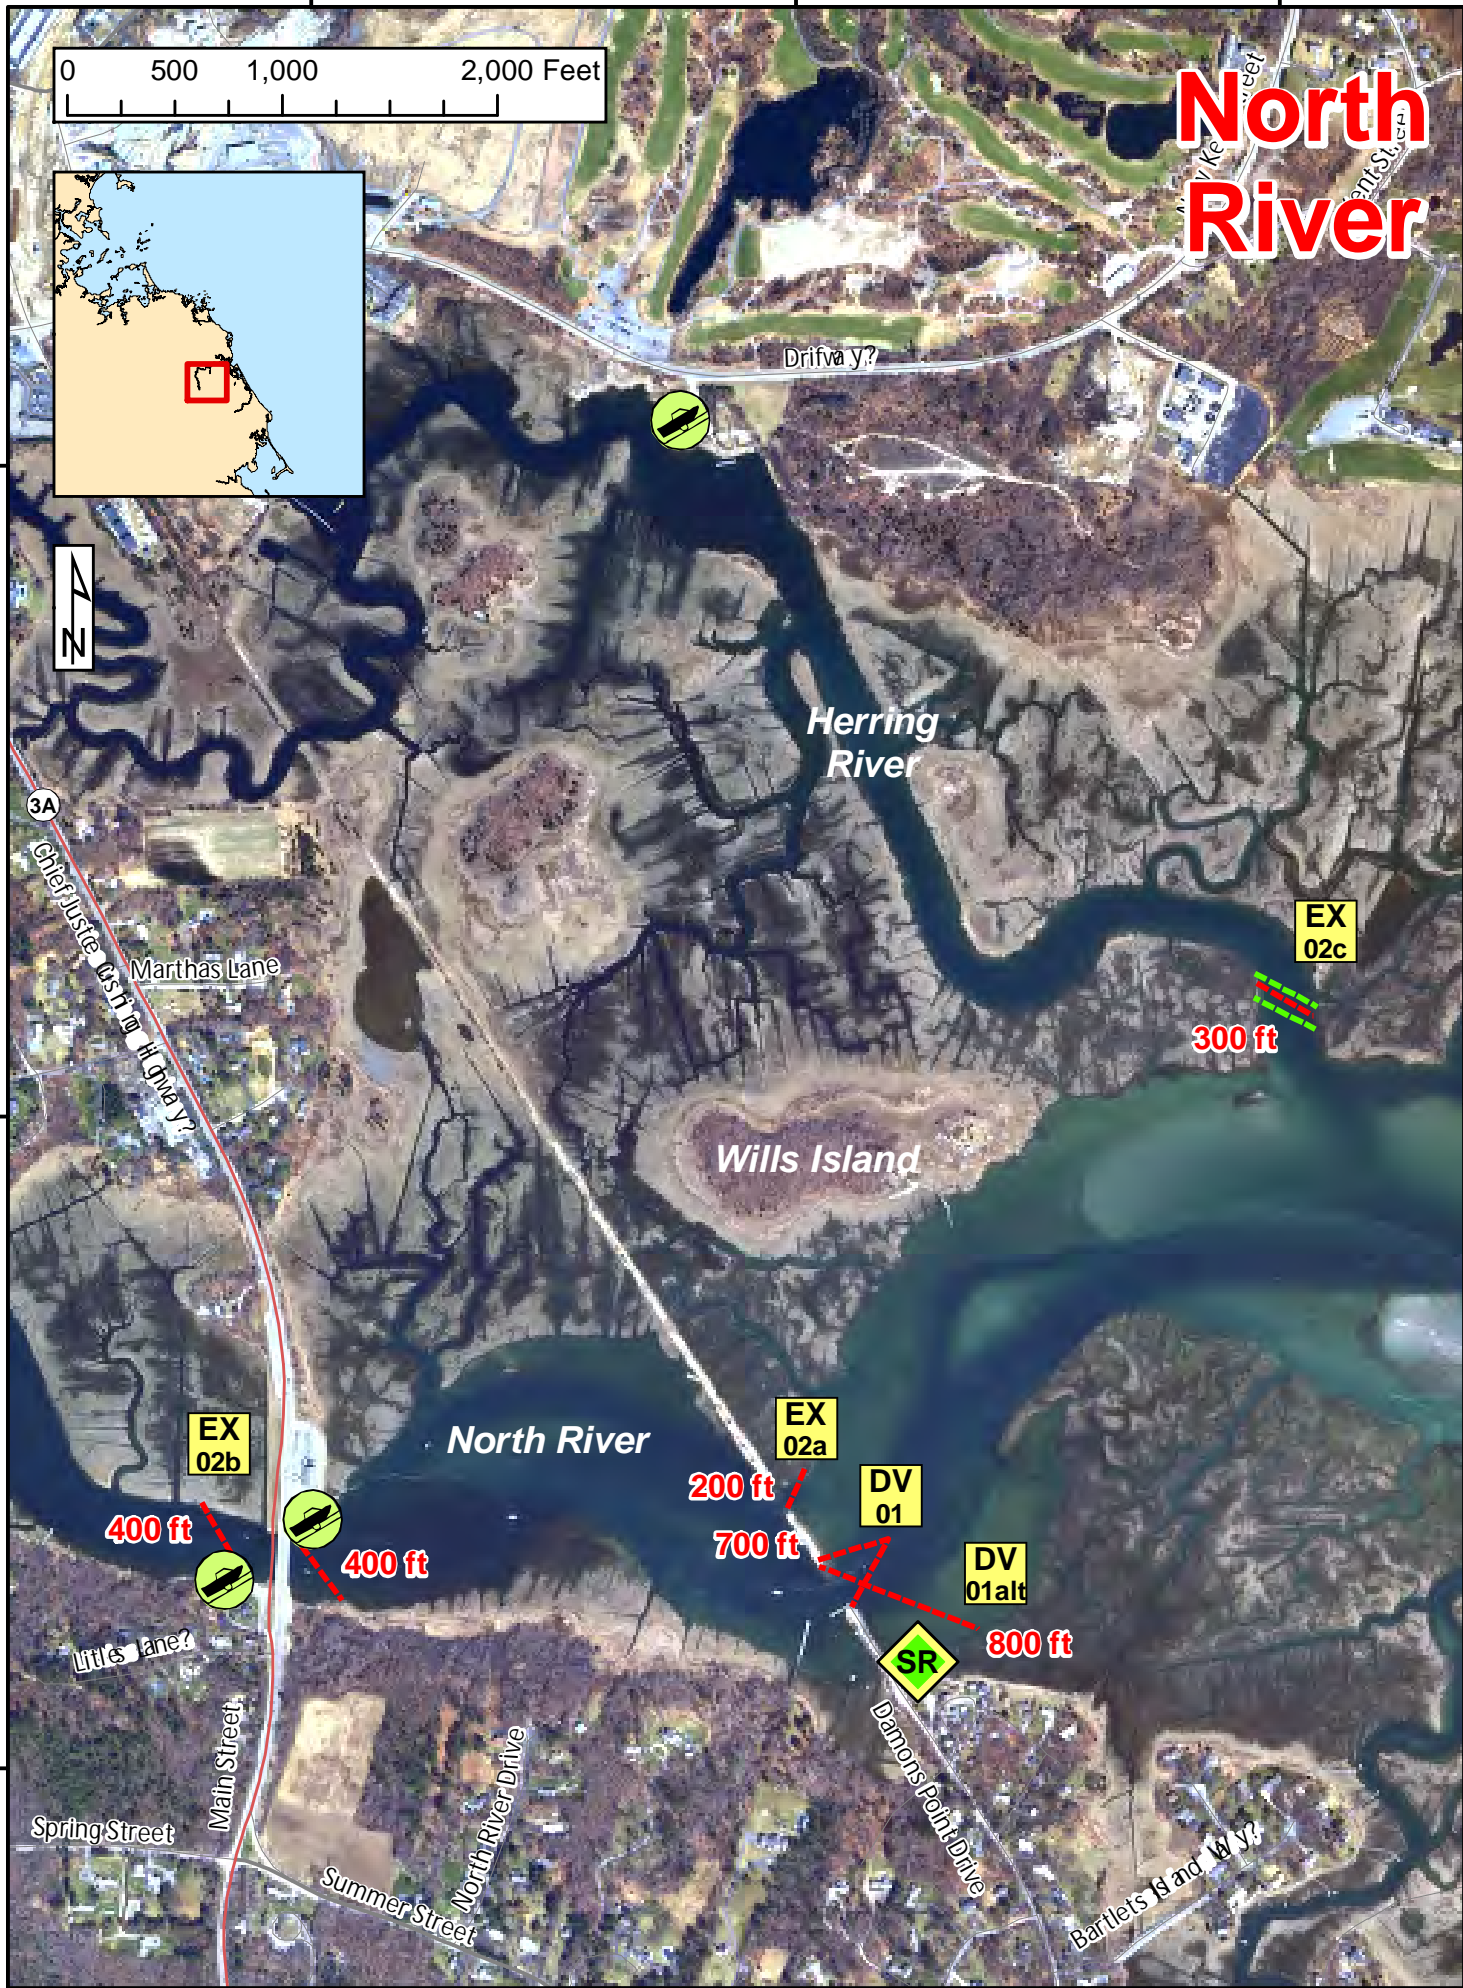 0 500 1,000 2,000 Feet
North
River
Drifway?
Herring
River
3A
Marthas Lane
EX
02c
300 ft
Wills Island
North River
EX
02b
400 ft
400 ft
EX
02a
200 ft
DV
01
700 ft
DV
01alt
800 ft
SR
Main Street
Spring Street
Summer Street
North River Drive
Damons Point Drive
N